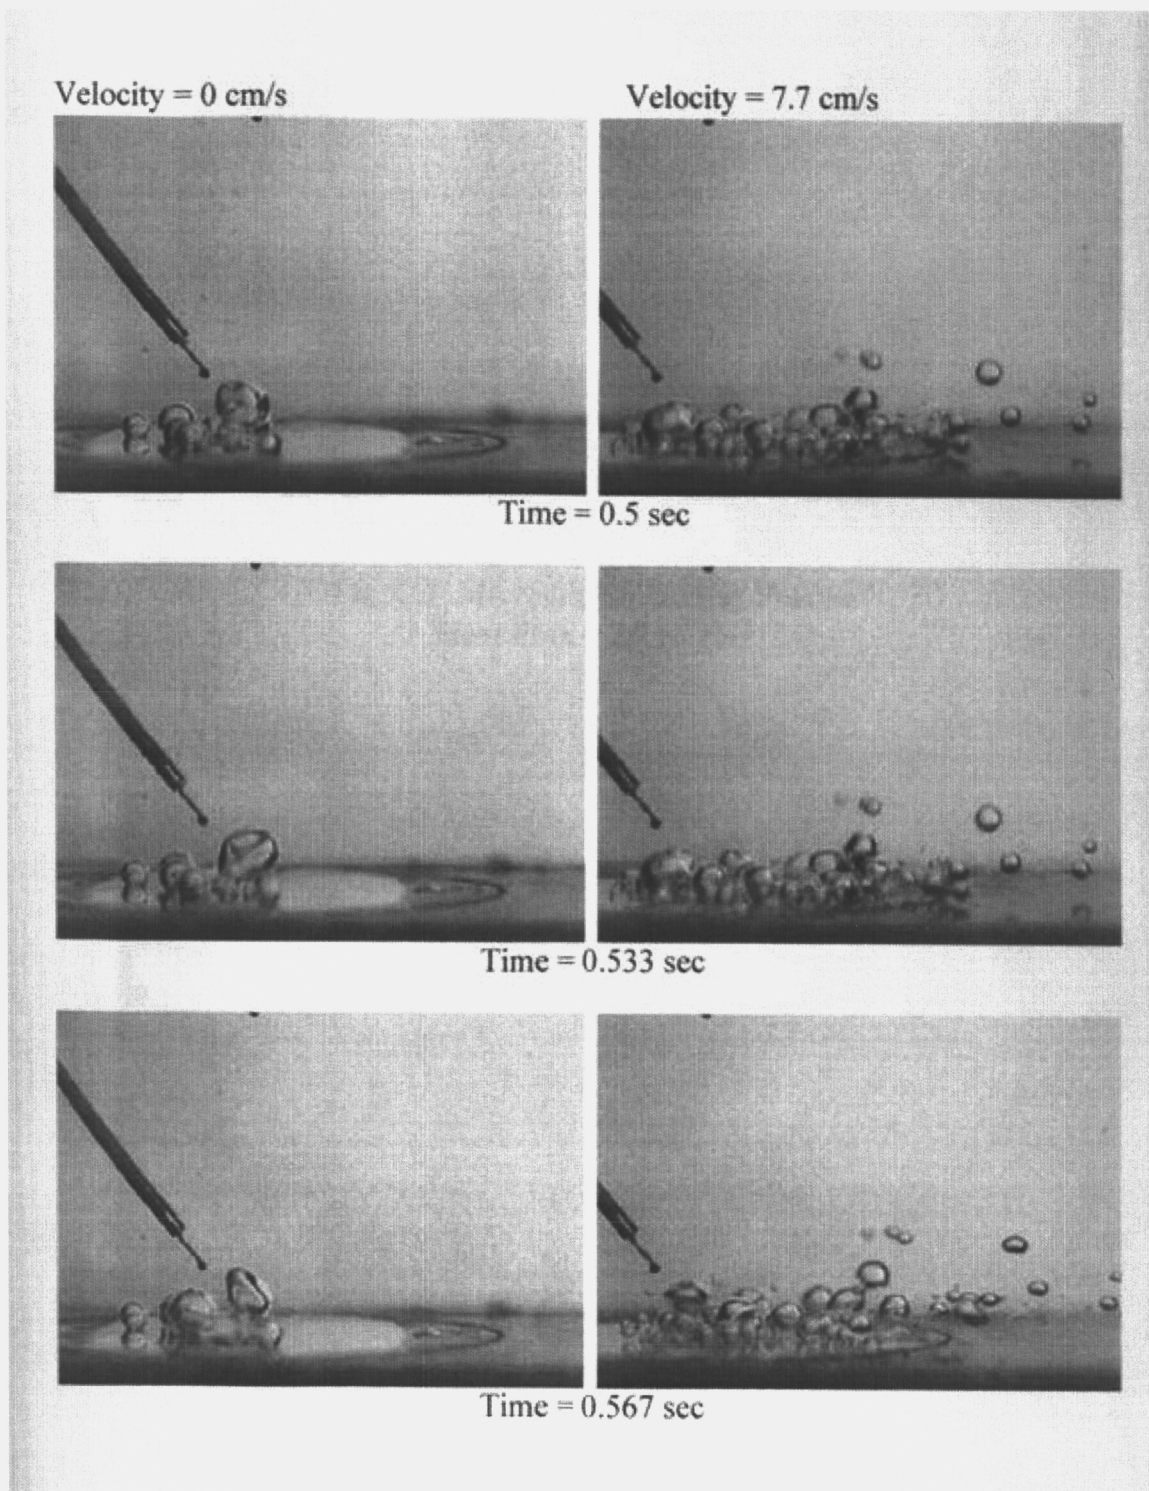 Velocity = 0 cm/s
Velocity = 7.7 cm/s
Time = 0.5 sec
Time = 0.533 sec
Time = 0.567 sec